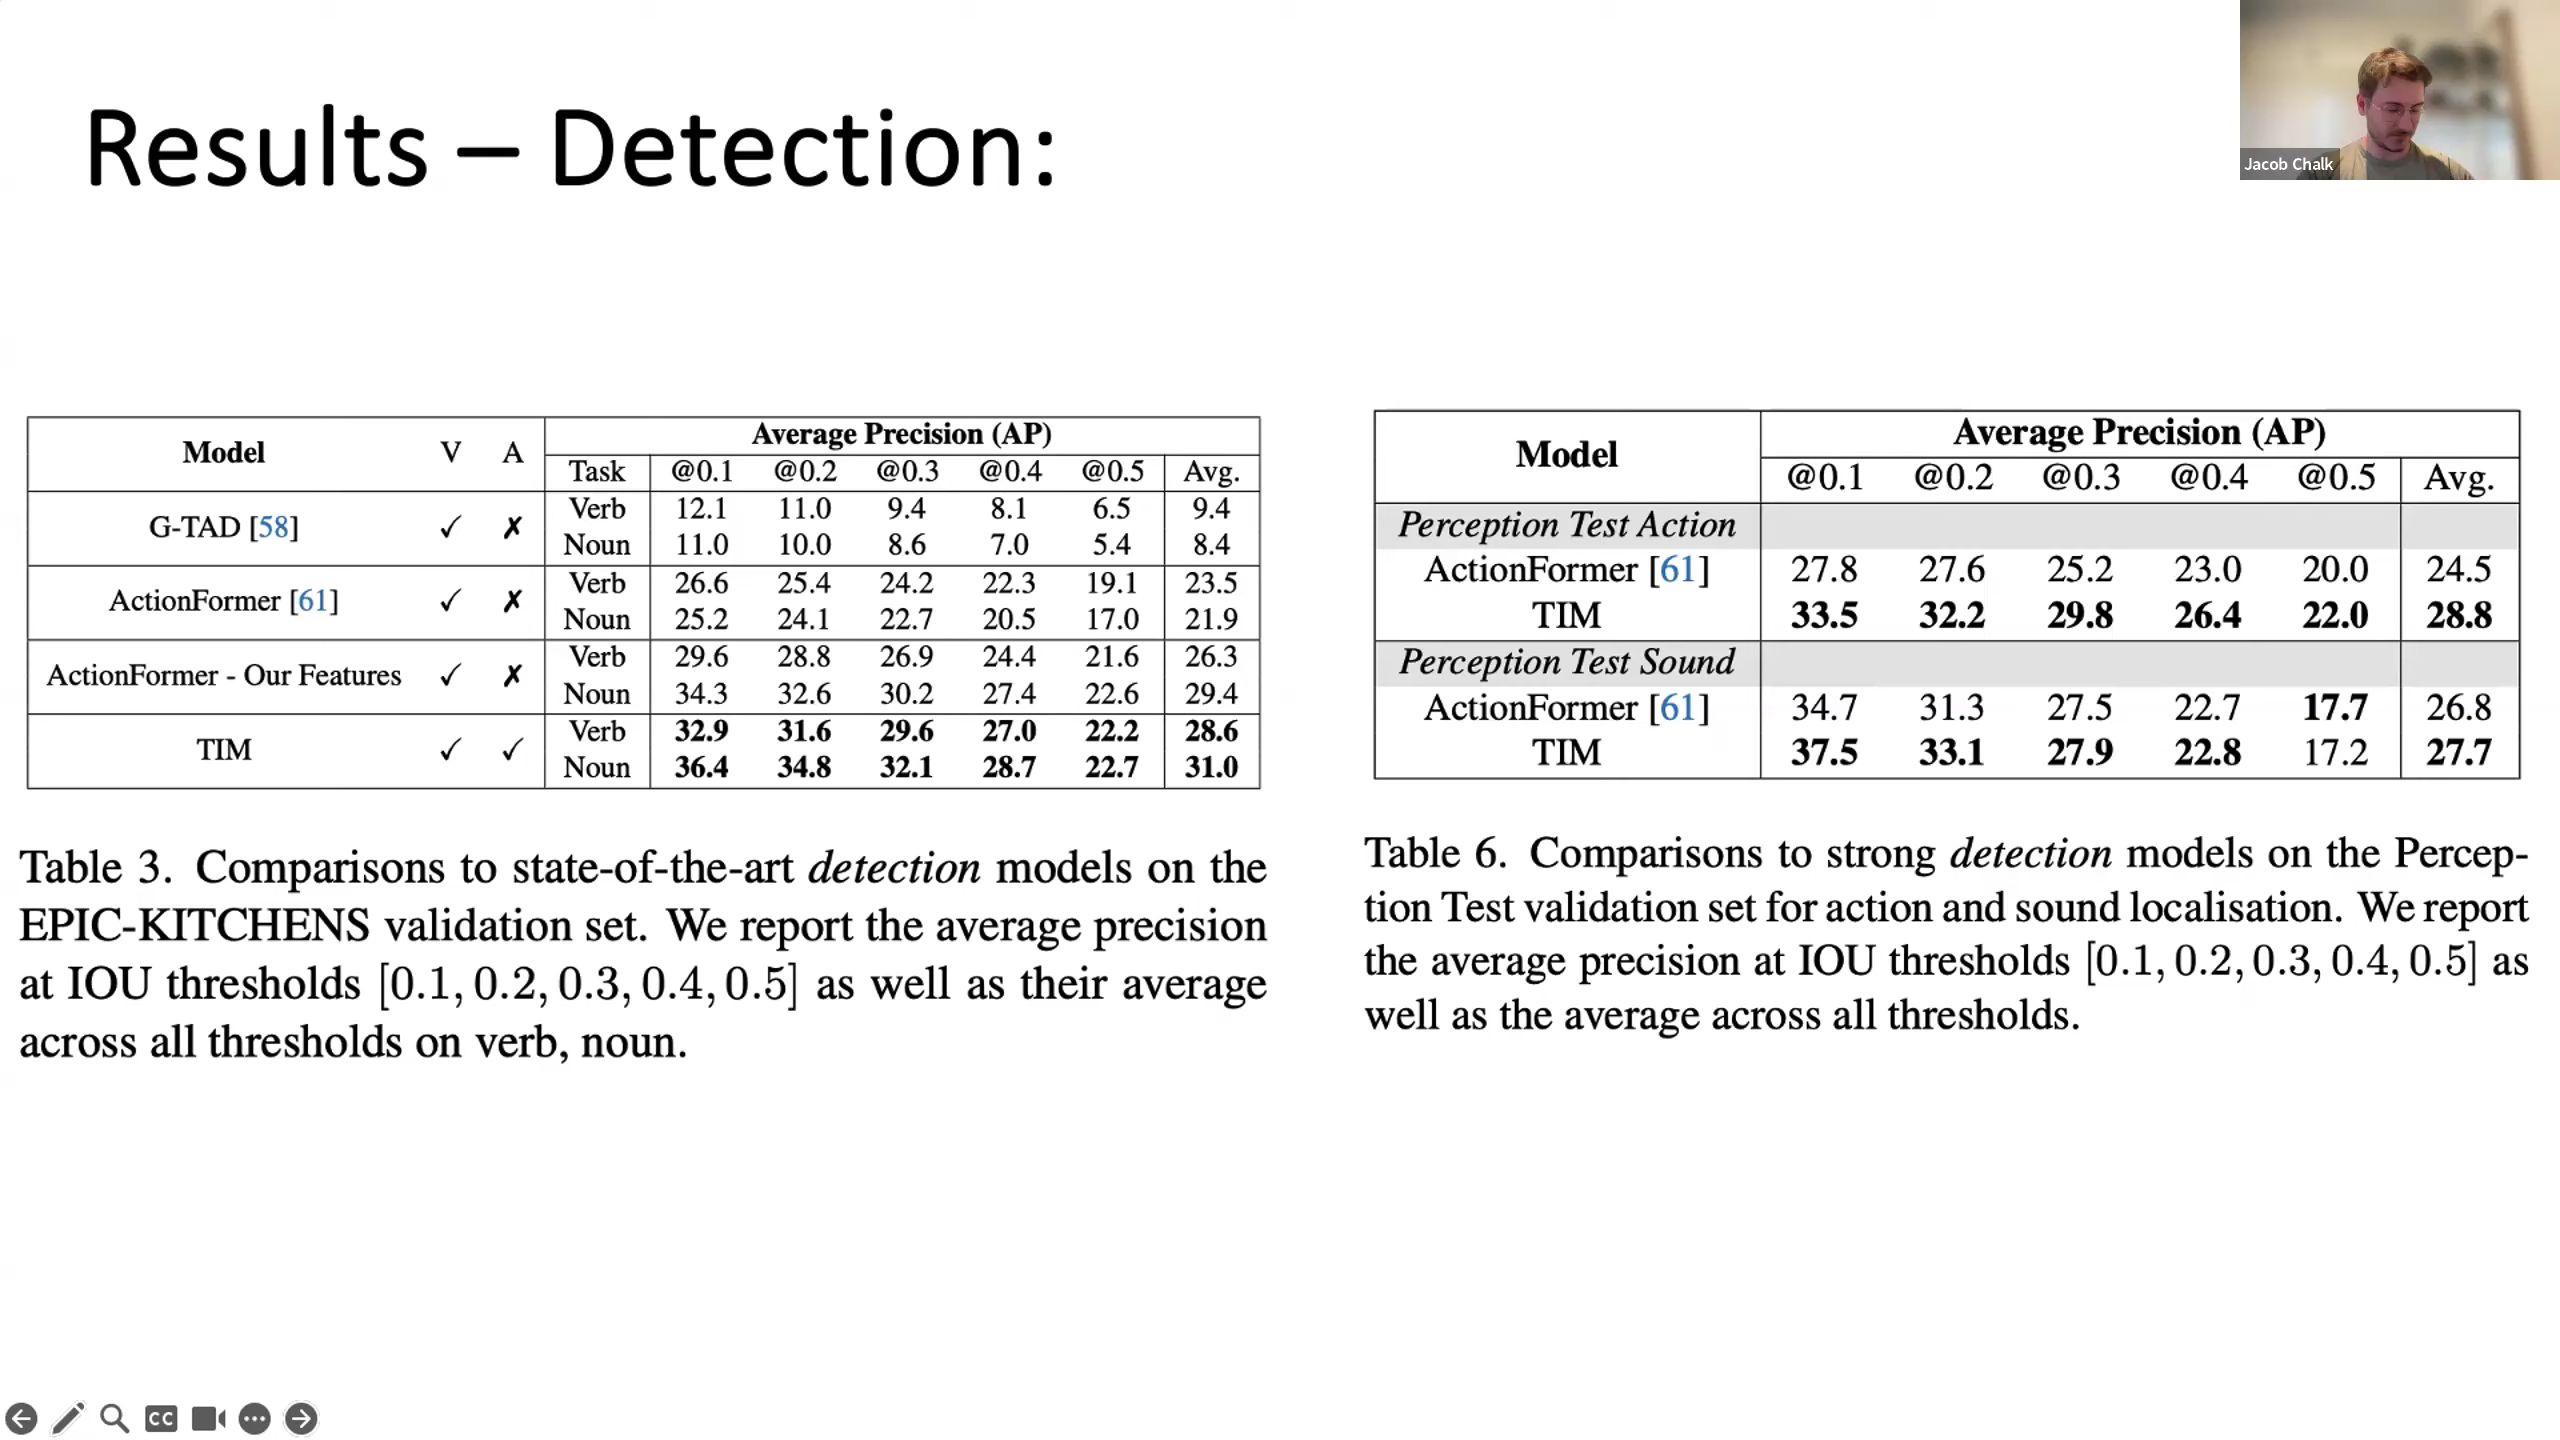 Results – Detection:
Jacob Chalk
Model V A Average Precision (AP)
Task @0.1 @0.2 @0.3 @0.4 @0.5 Avg.
G-TAD [58] ✓ ✗ Verb 12.1 11.0 9.4 8.1 6.5 9.4
Noun 11.0 10.0 8.6 7.0 5.4 8.4
ActionFormer [61] ✓ ✗ Verb 26.6 25.4 24.2 22.3 19.1 23.5
Noun 25.2 24.1 22.7 20.5 17.0 21.9
ActionFormer - Our Features ✓ ✗ Verb 29.6 28.8 26.9 24.4 21.6 26.3
Noun 34.3 32.6 30.2 27.4 22.6 29.4
TIM ✓ ✓ Verb 32.9 31.6 29.6 27.0 22.2 28.6
Noun 36.4 34.8 32.1 28.7 22.7 31.0
Table 3. Comparisons to state-of-the-art detection models on the
EPIC-KITCHENS validation set. We report the average precision
at IOU thresholds [0.1, 0.2, 0.3, 0.4, 0.5] as well as their average
across all thresholds on verb, noun.
Model Average Precision (AP)
@0.1 @0.2 @0.3 @0.4 @0.5 Avg.
Perception Test Action
ActionFormer [61] 27.8 27.6 25.2 23.0 20.0 24.5
TIM 33.5 32.2 29.8 26.4 22.0 28.8
Perception Test Sound
ActionFormer [61] 34.7 31.3 27.5 22.7 17.7 26.8
TIM 37.5 33.1 27.9 22.8 17.2 27.7
Table 6. Comparisons to strong detection models on the Percep-
tion Test validation set for action and sound localisation. We report
the average precision at IOU thresholds [0.1, 0.2, 0.3, 0.4, 0.5] as
well as the average across all thresholds.
CC